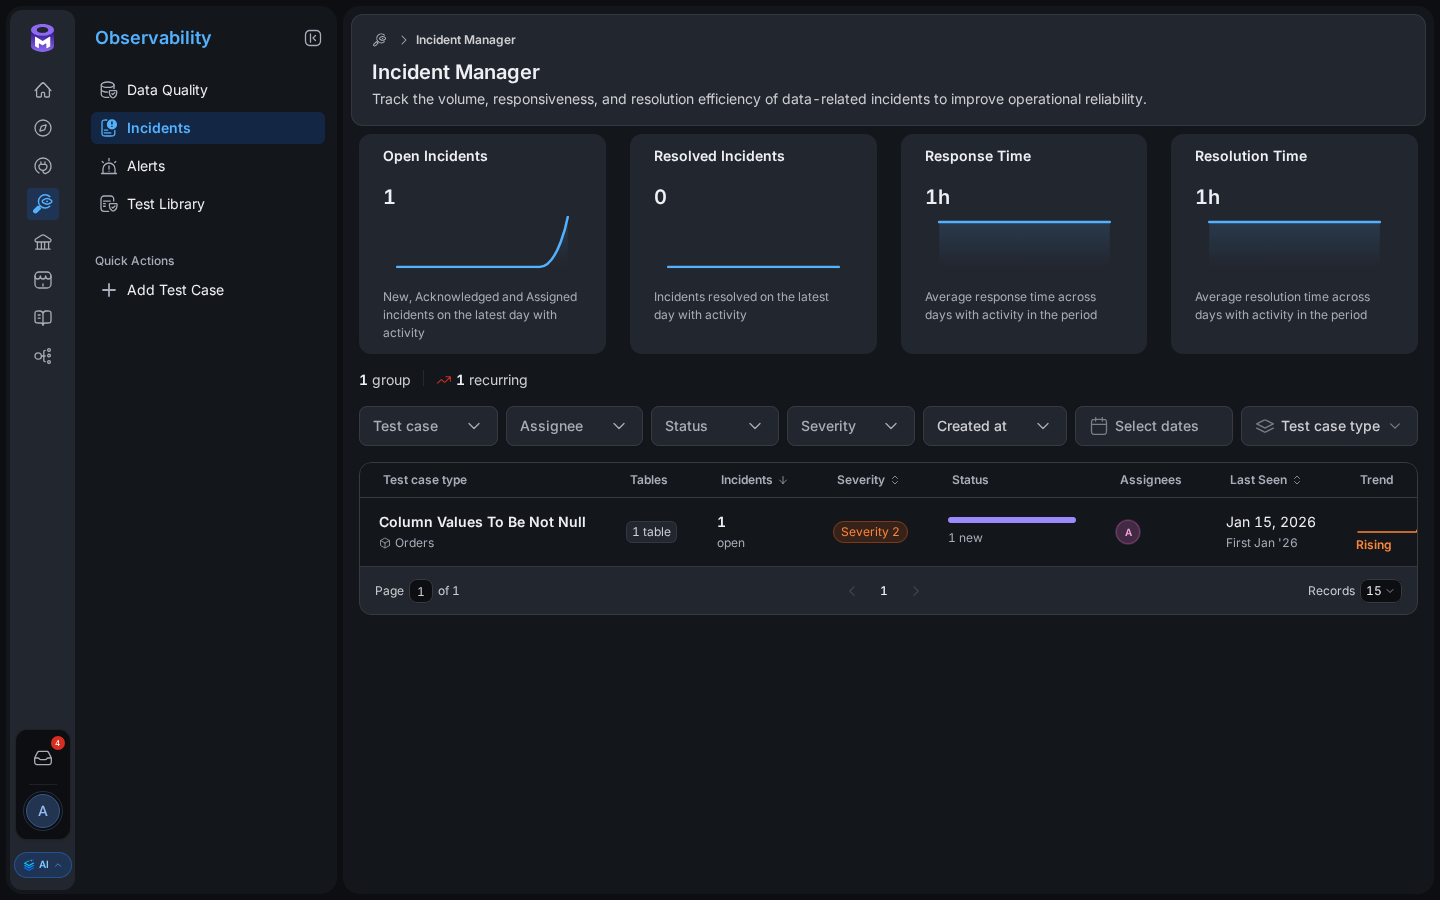 Observability
Data Quality
Incidents
Alerts
Test Library
Quick Actions
Add Test Case
4
A
AI
Incident Manager
Incident Manager
Track the volume, responsiveness, and resolution efficiency of data-related incidents to improve operational reliability.
Open Incidents
1
New, Acknowledged and Assigned
incidents on the latest day with
activity
Resolved Incidents
0
Incidents resolved on the latest
day with activity
Response Time
1h
Average response time across
days with activity in the period
Resolution Time
1h
Average resolution time across
days with activity in the period
1 group
1 recurring
Test case
Assignee
Status
Severity
Created at
Select dates
Test case type
Test case type Tables Incidents Severity Status Assignees Last Seen Trend
Column Values To Be Not Null
Orders
1 table
1
open
Severity 2
1 new
A
Jan 15, 2026
First Jan '26
Rising
Page 1 of 1
1
Records 15